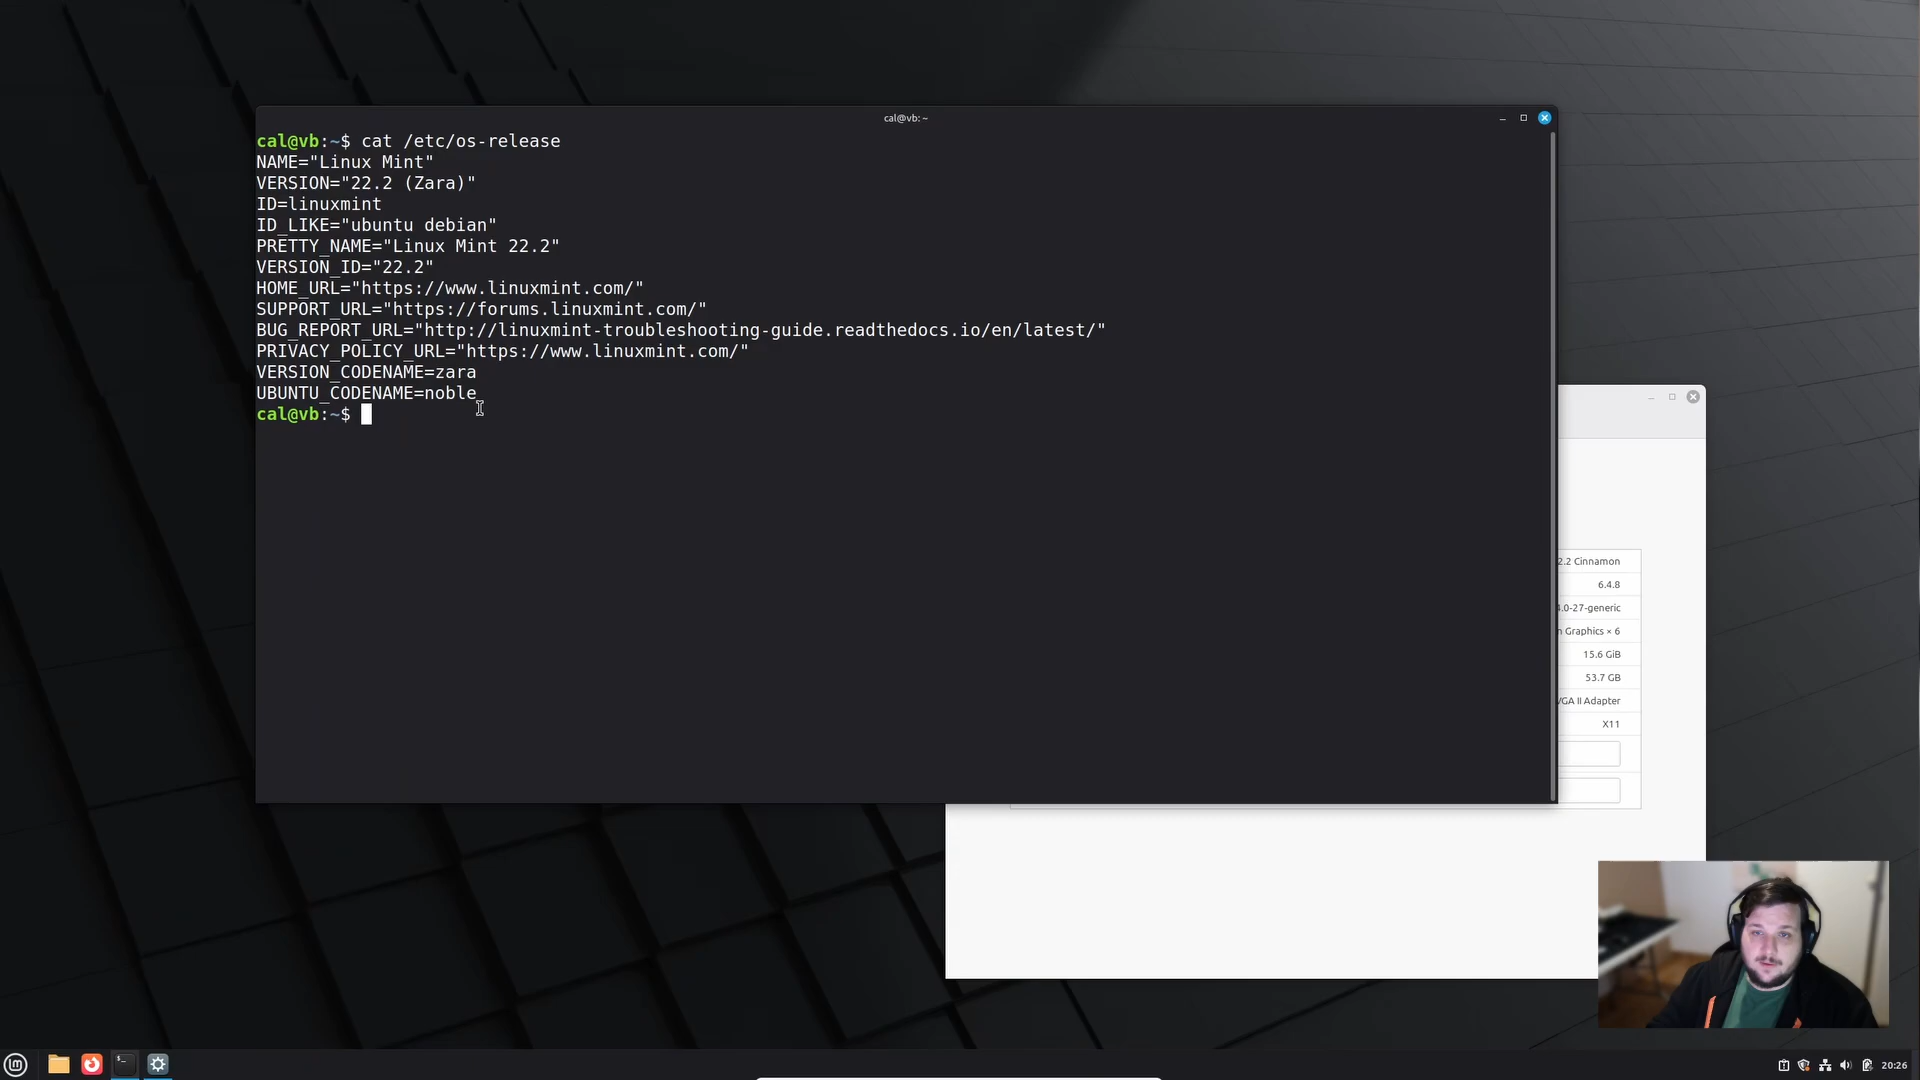 cal@vb: ~
cal@vb:~$ cat /etc/os-release
NAME="Linux Mint"
VERSION="22.2 (Zara)"
ID=linuxmint
ID_LIKE="ubuntu debian"
PRETTY_NAME="Linux Mint 22.2"
VERSION_ID="22.2"
HOME_URL="https://www.linuxmint.com/"
SUPPORT_URL="https://forums.linuxmint.com/"
BUG_REPORT_URL="http://linuxmint-troubleshooting-guide.readthedocs.io/en/latest/"
PRIVACY_POLICY_URL="https://www.linuxmint.com/"
VERSION_CODENAME=zara
UBUNTU_CODENAME=noble
cal@vb:~$
2.2 Cinnamon
6.4.8
4.0-27-generic
n Graphics × 6
15.6 GiB
53.7 GB
VGA II Adapter
X11
20:26